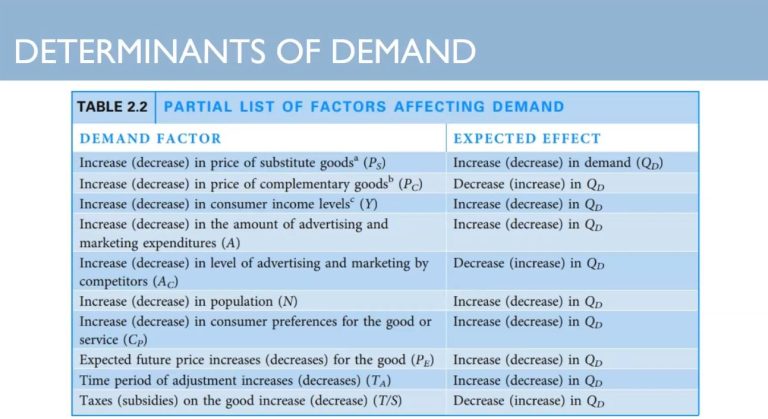 DETERMINANTS OF DEMAND
TABLE 2.2 PARTIAL LIST OF FACTORS AFFECTING DEMAND
DEMAND FACTOR EXPECTED EFFECT
Increase (decrease) in price of substitute goodsᵃ (P_S) Increase (decrease) in demand (Q_D)
Increase (decrease) in price of complementary goodsᵇ (P_C) Decrease (increase) in Q_D
Increase (decrease) in consumer income levelsᶜ (Y) Increase (decrease) in Q_D
Increase (decrease) in the amount of advertising and Increase (decrease) in Q_D
marketing expenditures (A)
Increase (decrease) in level of advertising and marketing by Decrease (increase) in Q_D
competitors (A_C)
Increase (decrease) in population (N) Increase (decrease) in Q_D
Increase (decrease) in consumer preferences for the good or Increase (decrease) in Q_D
service (C_P)
Expected future price increases (decreases) for the good (P_E) Increase (decrease) in Q_D
Time period of adjustment increases (decreases) (T_A) Increase (decrease) in Q_D
Taxes (subsidies) on the good increase (decrease) (T/S) Decrease (increase) in Q_D